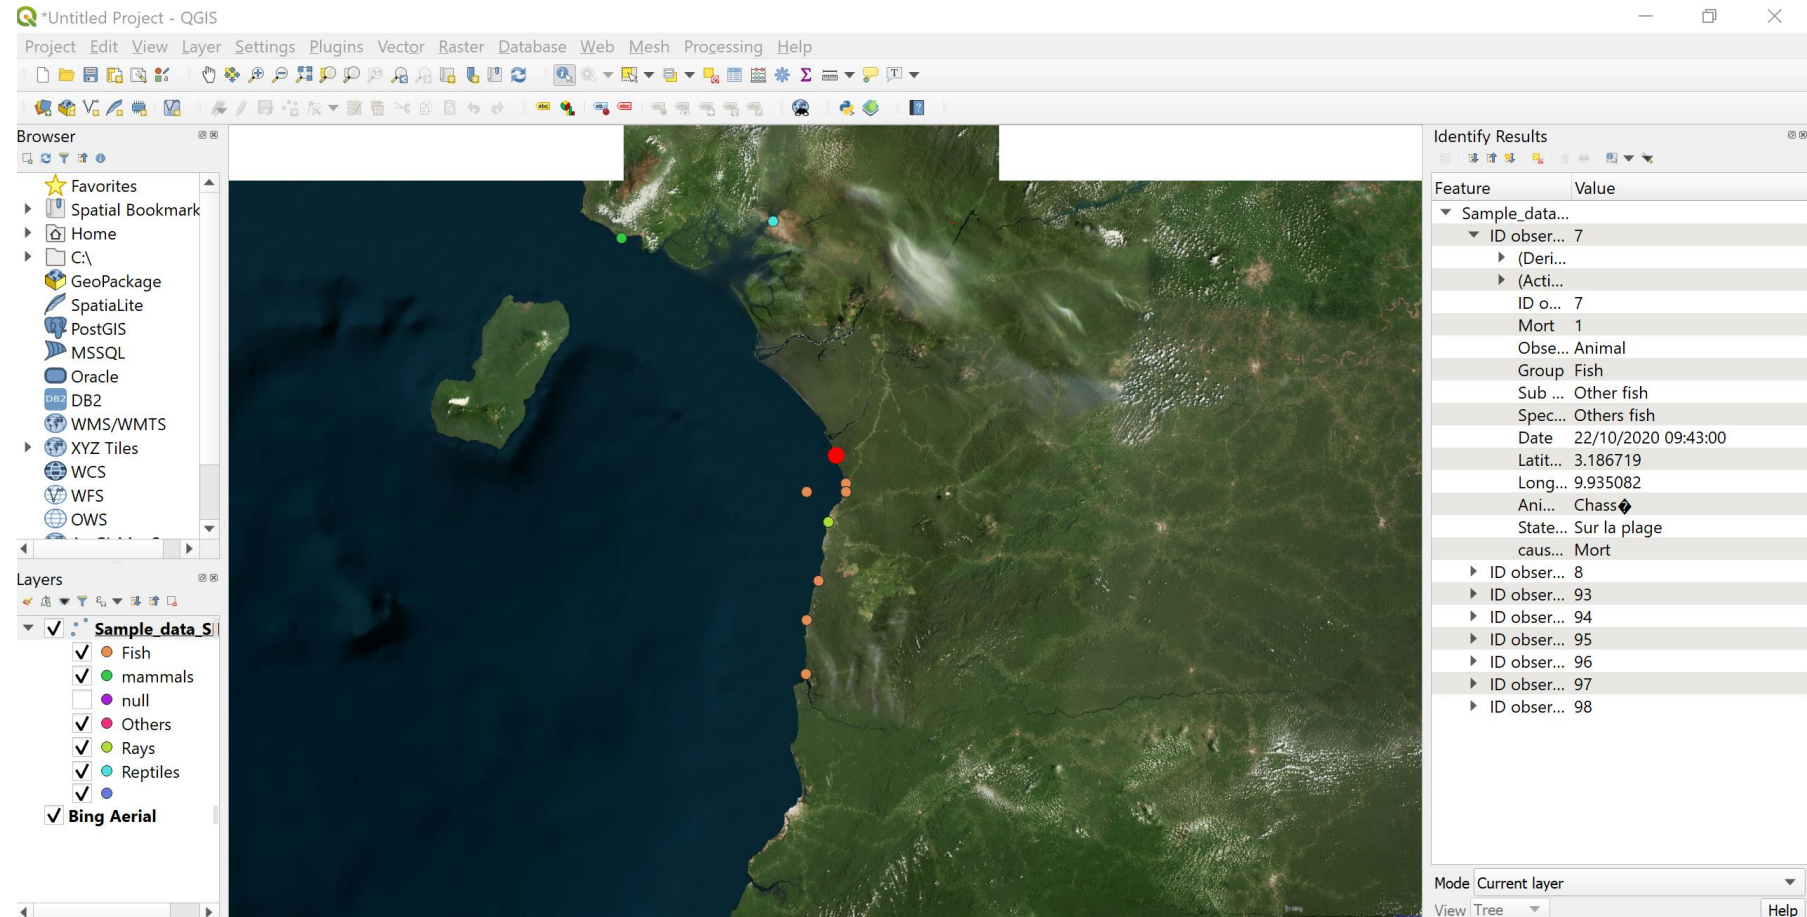 *Untitled Project - QGIS
Project Edit View Layer Settings Plugins Vector Raster Database Web Mesh Processing Help
Browser
Favorites
Spatial Bookmark
Home
C:\
GeoPackage
SpatiaLite
PostGIS
MSSQL
Oracle
DB2
WMS/WMTS
XYZ Tiles
WCS
WFS
OWS
Layers
Sample_data_S
Fish
mammals
null
Others
Rays
Reptiles
Bing Aerial
Identify Results
Feature Value
Sample_data...
ID obser... 7
(Deri...
(Acti...
ID o... 7
Mort 1
Obse... Animal
Group Fish
Sub ... Other fish
Spec... Others fish
Date 22/10/2020 09:43:00
Latit... 3.186719
Long... 9.935082
Ani... Chass�
State... Sur la plage
caus... Mort
ID obser... 8
ID obser... 93
ID obser... 94
ID obser... 95
ID obser... 96
ID obser... 97
ID obser... 98
Mode Current layer
View Tree Help